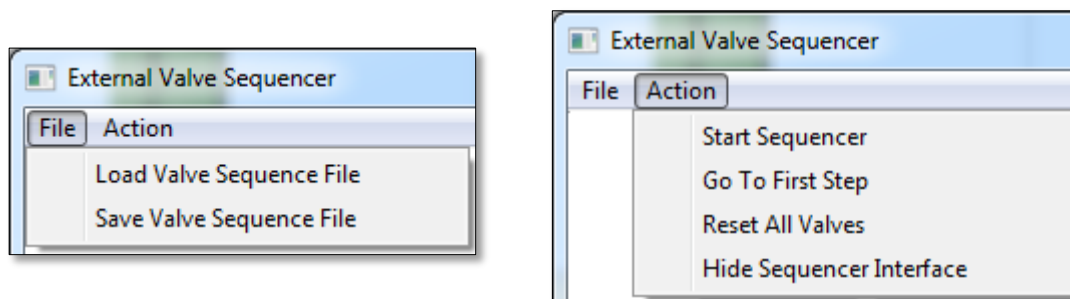 External Valve Sequencer
File Action
Load Valve Sequence File
Save Valve Sequence File
External Valve Sequencer
File Action
Start Sequencer
Go To First Step
Reset All Valves
Hide Sequencer Interface